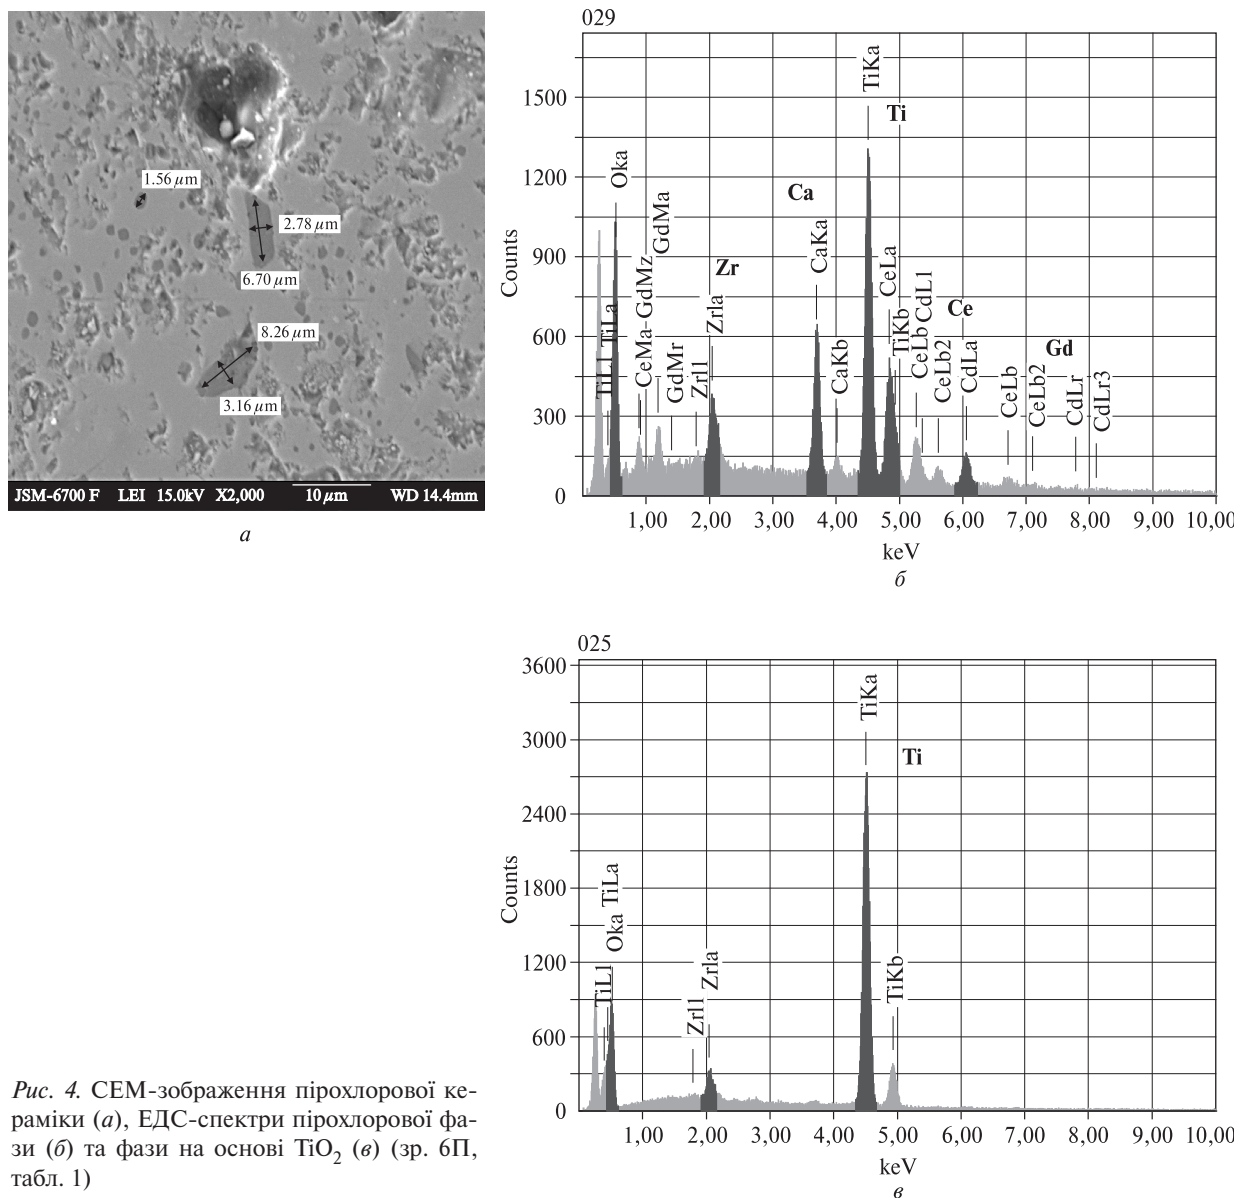 1.56 µm
2.78 µm
6.70 µm
8.26 µm
3.16 µm
JSM-6700 F LEI 15.0kV X2,000 10 µm WD 14.4mm
а
029
Counts
1500
1200
900
600
300
0
TiL1 TiLa
Oka
CeMa-GdMz
GdMa
GdMr
Zrl1
Zrla
Zr
Ca
CaKa
CaKb
TiKa
Ti
CeLa
TiKb
CeLb CdL1
CeLb2
Ce
CdLa
CeLb
Gd
CeLb2
CdLr
CdLr3
1,00 2,00 3,00 4,00 5,00 6,00 7,00 8,00 9,00 10,00
keV
б
025
Counts
3600
3000
2400
1800
1200
600
0
TiL1
Oka TiLa
Zrl1
Zrla
TiKa
Ti
TiKb
1,00 2,00 3,00 4,00 5,00 6,00 7,00 8,00 9,00 10,00
keV
в
Рис. 4. СЕМ-зображення пірохлорової ке-
раміки (а), ЕДС-спектри пірохлорової фа-
зи (б) та фази на основі TiO2 (в) (зр. 6П,
табл. 1)